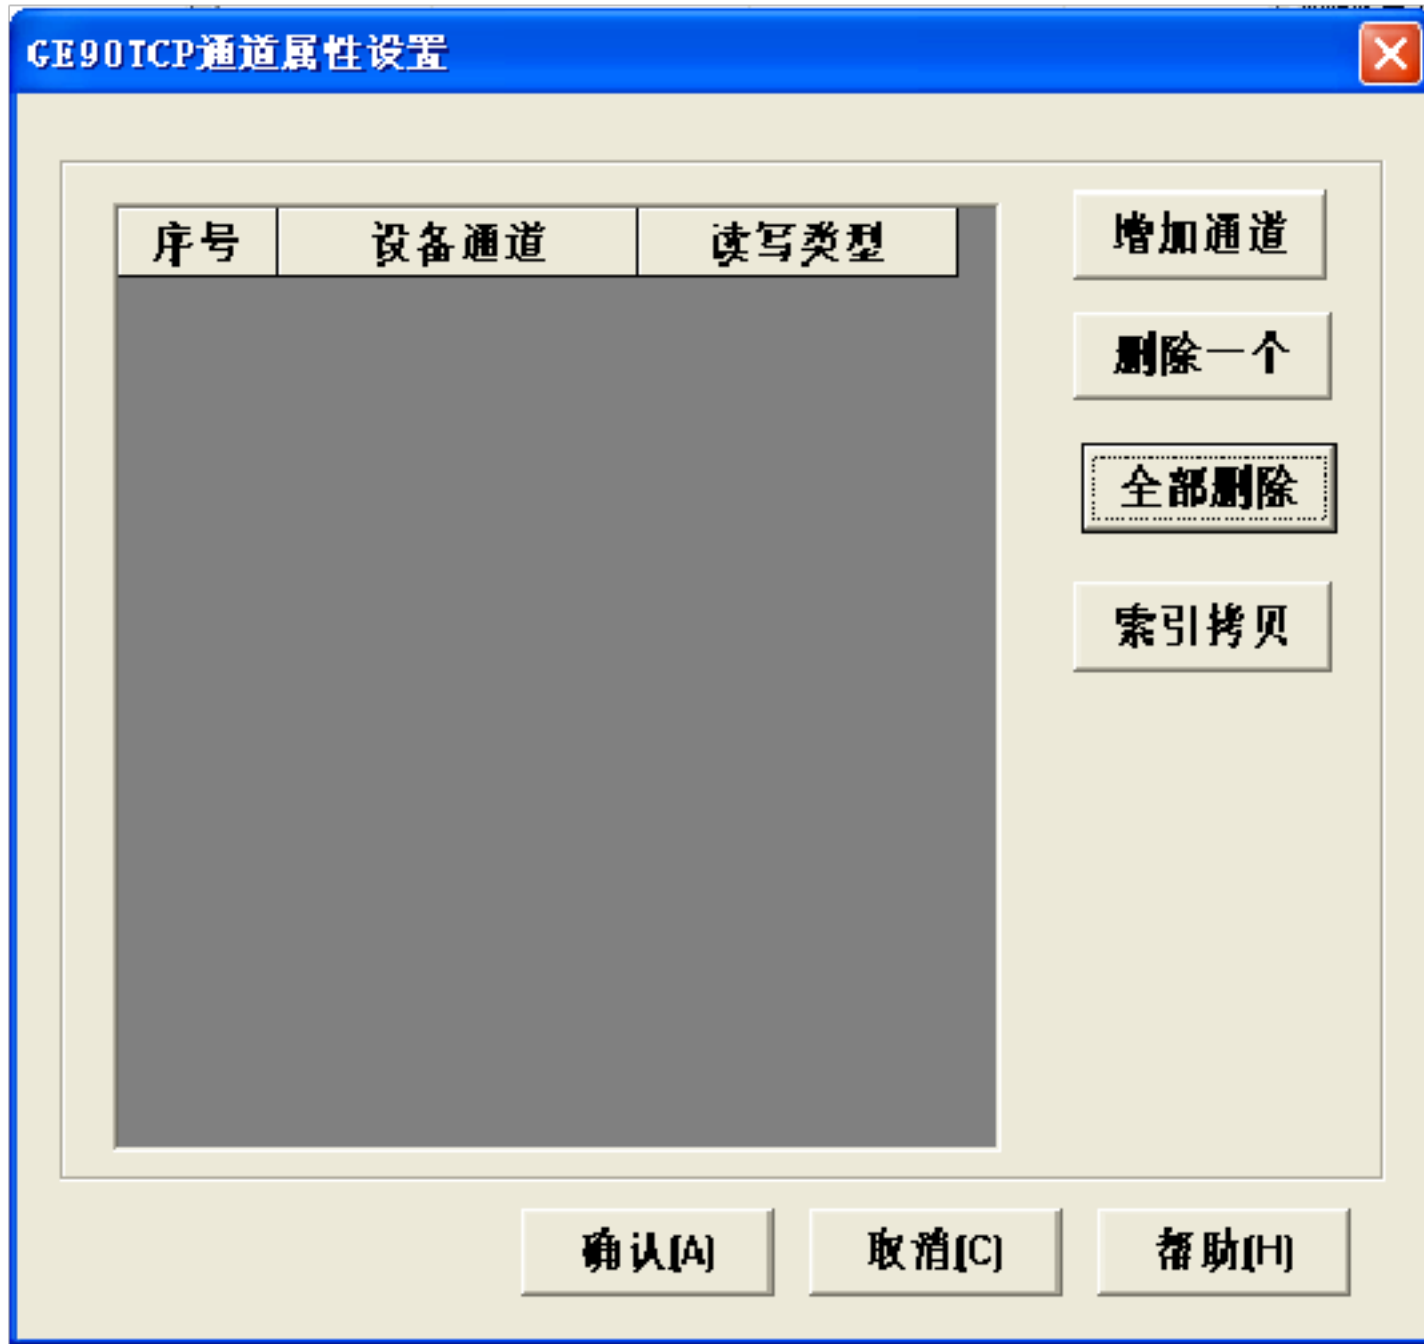 GE90TCP通道属性设置
序号 设备通道 读写类型
增加通道
删除一个
全部删除
索引拷贝
确认(A) 取消(C) 帮助(H)